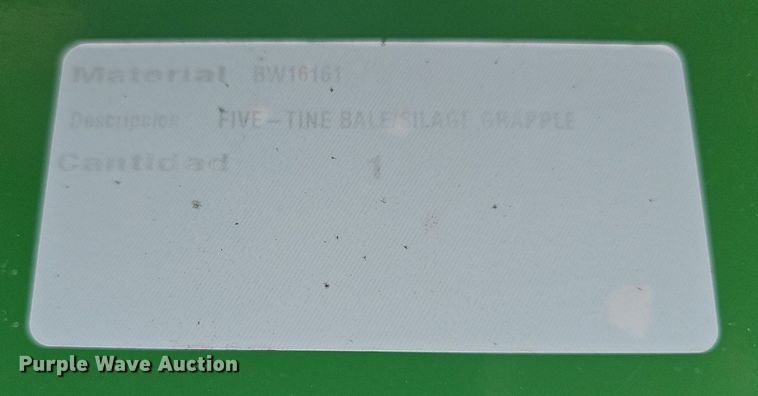 Material BW16161
Descripcion FIVE-TINE BALE/SILAGE GRAPPLE
Cantidad 1
Purple Wave Auction